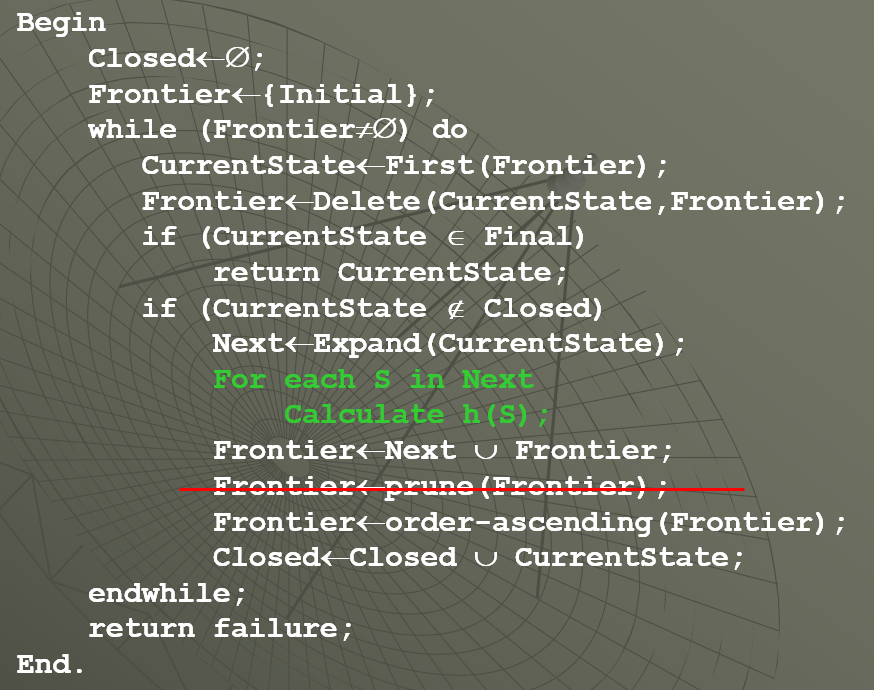 Begin
Closed←∅;
Frontier←{Initial};
while (Frontier≠∅) do
CurrentState←First(Frontier);
Frontier←Delete(CurrentState,Frontier);
if (CurrentState ∈ Final)
return CurrentState;
if (CurrentState ∉ Closed)
Next←Expand(CurrentState);
For each S in Next
Calculate h(S);
Frontier←Next ∪ Frontier;
Frontier←prune(Frontier);
Frontier←order-ascending(Frontier);
Closed←Closed ∪ CurrentState;
endwhile;
return failure;
End.